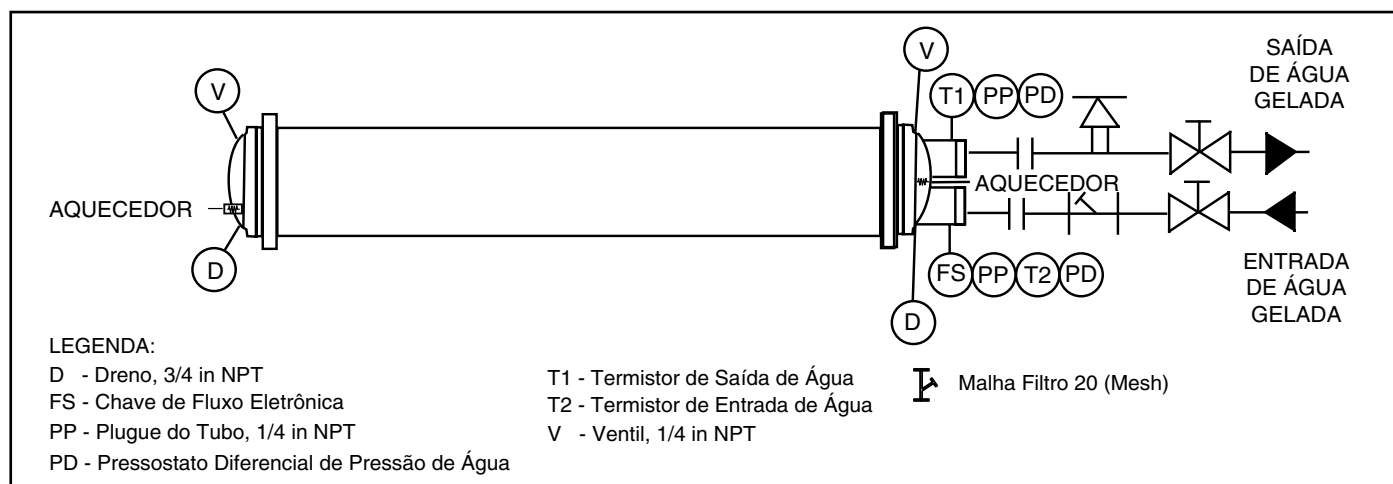 V
V
SAÍDA
DE ÁGUA
GELADA
T1 PP PD
AQUECEDOR
AQUECEDOR
D
FS PP T2 PD
D
ENTRADA
DE ÁGUA
GELADA
LEGENDA:
D - Dreno, 3/4 in NPT
FS - Chave de Fluxo Eletrônica
PP - Plugue do Tubo, 1/4 in NPT
PD - Pressostato Diferencial de Pressão de Água
T1 - Termistor de Saída de Água
T2 - Termistor de Entrada de Água
V - Ventil, 1/4 in NPT
Malha Filtro 20 (Mesh)